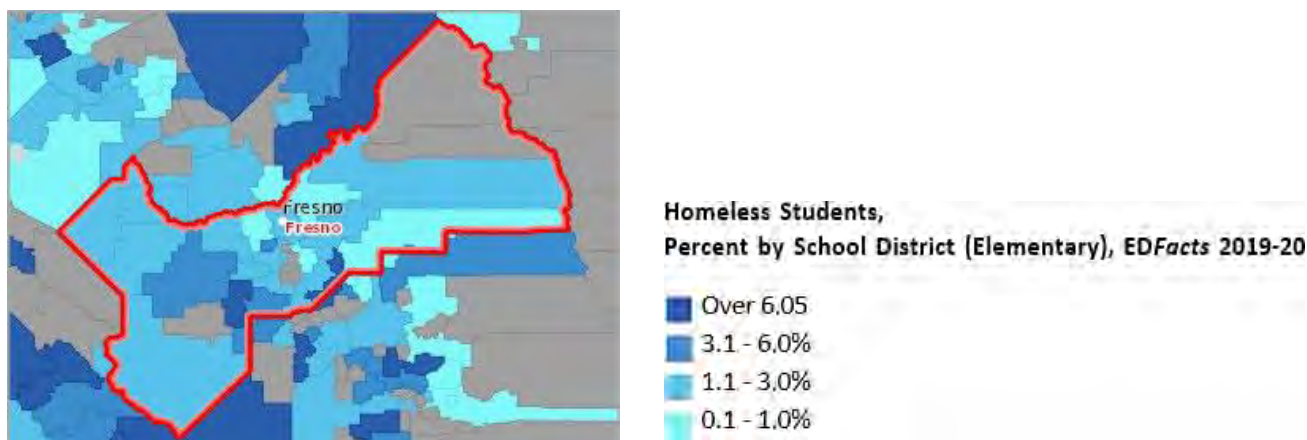 Fresno
Fresno
Homeless Students,
Percent by School District (Elementary), EDFacts 2019-20
Over 6.05
3.1 - 6.0%
1.1 - 3.0%
0.1 - 1.0%